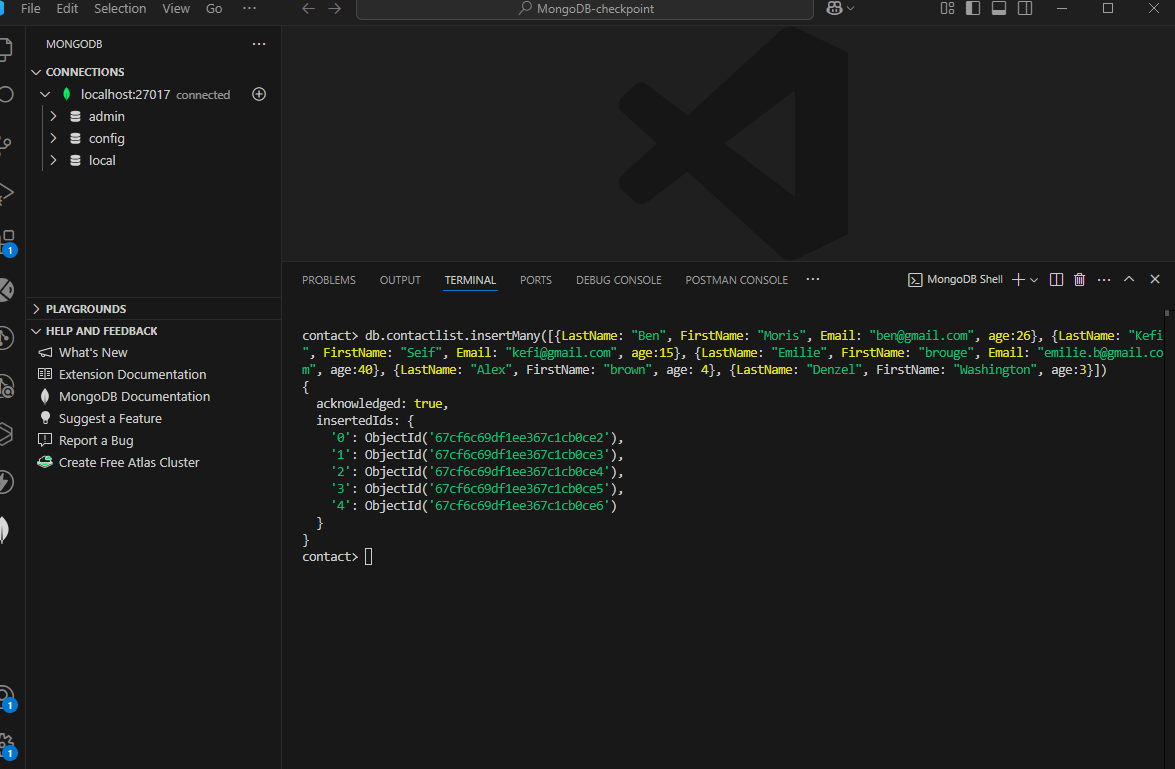 File Edit Selection View Go ···
MongoDB-checkpoint
MONGODB ···
CONNECTIONS
localhost:27017 connected
admin
config
local
PLAYGROUNDS
HELP AND FEEDBACK
What's New
Extension Documentation
MongoDB Documentation
Suggest a Feature
Report a Bug
Create Free Atlas Cluster
1
1
1
PROBLEMS OUTPUT TERMINAL PORTS DEBUG CONSOLE POSTMAN CONSOLE ··· MongoDB Shell ···
contact> db.contactlist.insertMany([{LastName: "Ben", FirstName: "Moris", Email: "ben@gmail.com", age:26}, {LastName: "Kefi
", FirstName: "Seif", Email: "kefi@gmail.com", age:15}, {LastName: "Emilie", FirstName: "brouge", Email: "emilie.b@gmail.co
m", age:40}, {LastName: "Alex", FirstName: "brown", age: 4}, {LastName: "Denzel", FirstName: "Washington", age:3}])
{
acknowledged: true,
insertedIds: {
'0': ObjectId('67cf6c69df1ee367c1cb0ce2'),
'1': ObjectId('67cf6c69df1ee367c1cb0ce3'),
'2': ObjectId('67cf6c69df1ee367c1cb0ce4'),
'3': ObjectId('67cf6c69df1ee367c1cb0ce5'),
'4': ObjectId('67cf6c69df1ee367c1cb0ce6')
}
}
contact>